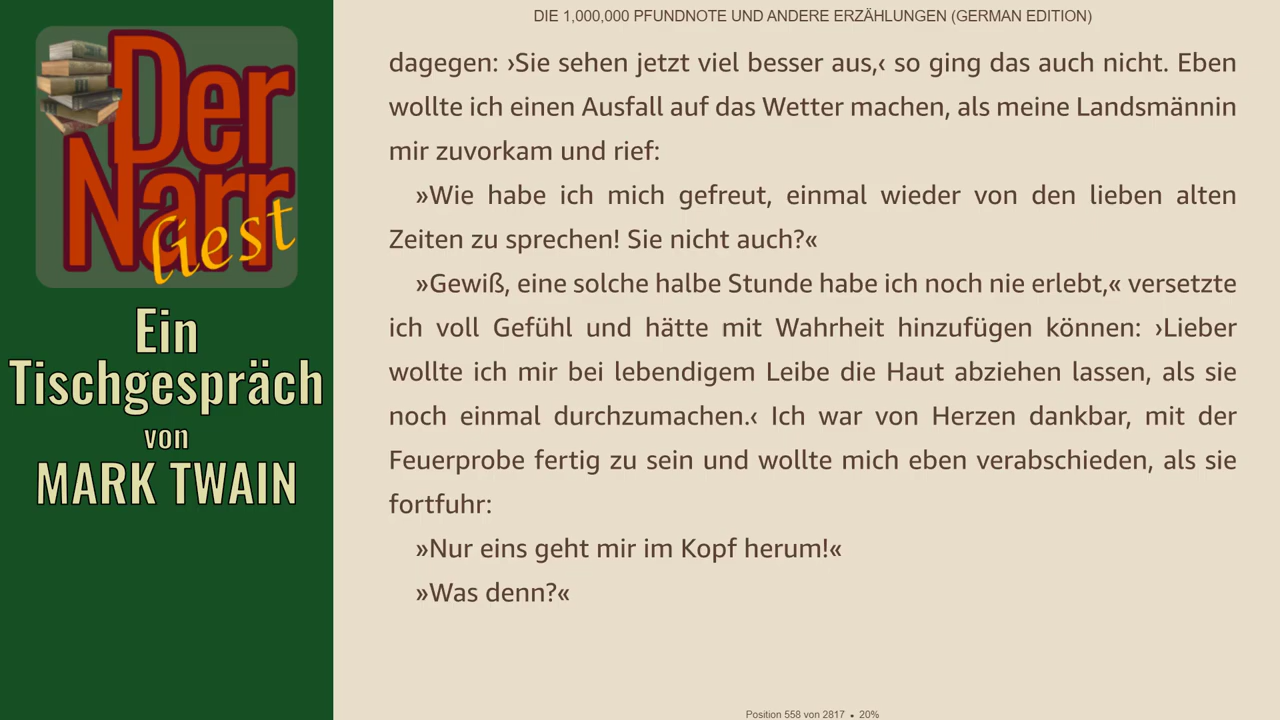 Der
Narr
liest
Ein
Tischgespräch
von
MARK TWAIN
DIE 1,000,000 PFUNDNOTE UND ANDERE ERZÄHLUNGEN (GERMAN EDITION)
dagegen: ›Sie sehen jetzt viel besser aus,‹ so ging das auch nicht. Eben
wollte ich einen Ausfall auf das Wetter machen, als meine Landsmännin
mir zuvorkam und rief:
»Wie habe ich mich gefreut, einmal wieder von den lieben alten
Zeiten zu sprechen! Sie nicht auch?«
»Gewiß, eine solche halbe Stunde habe ich noch nie erlebt,« versetzte
ich voll Gefühl und hätte mit Wahrheit hinzufügen können: ›Lieber
wollte ich mir bei lebendigem Leibe die Haut abziehen lassen, als sie
noch einmal durchzumachen.‹ Ich war von Herzen dankbar, mit der
Feuerprobe fertig zu sein und wollte mich eben verabschieden, als sie
fortfuhr:
»Nur eins geht mir im Kopf herum!«
»Was denn?«
Position 558 von 2817 • 20%